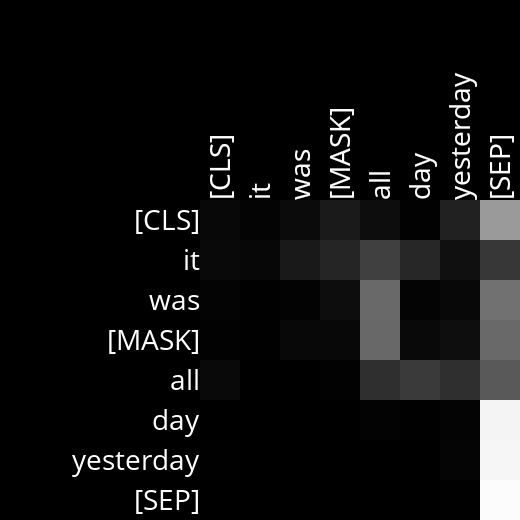 [CLS]
it
was
[MASK]
all
day
yesterday
[SEP]
[CLS]
it
was
[MASK]
all
day
yesterday
[SEP]